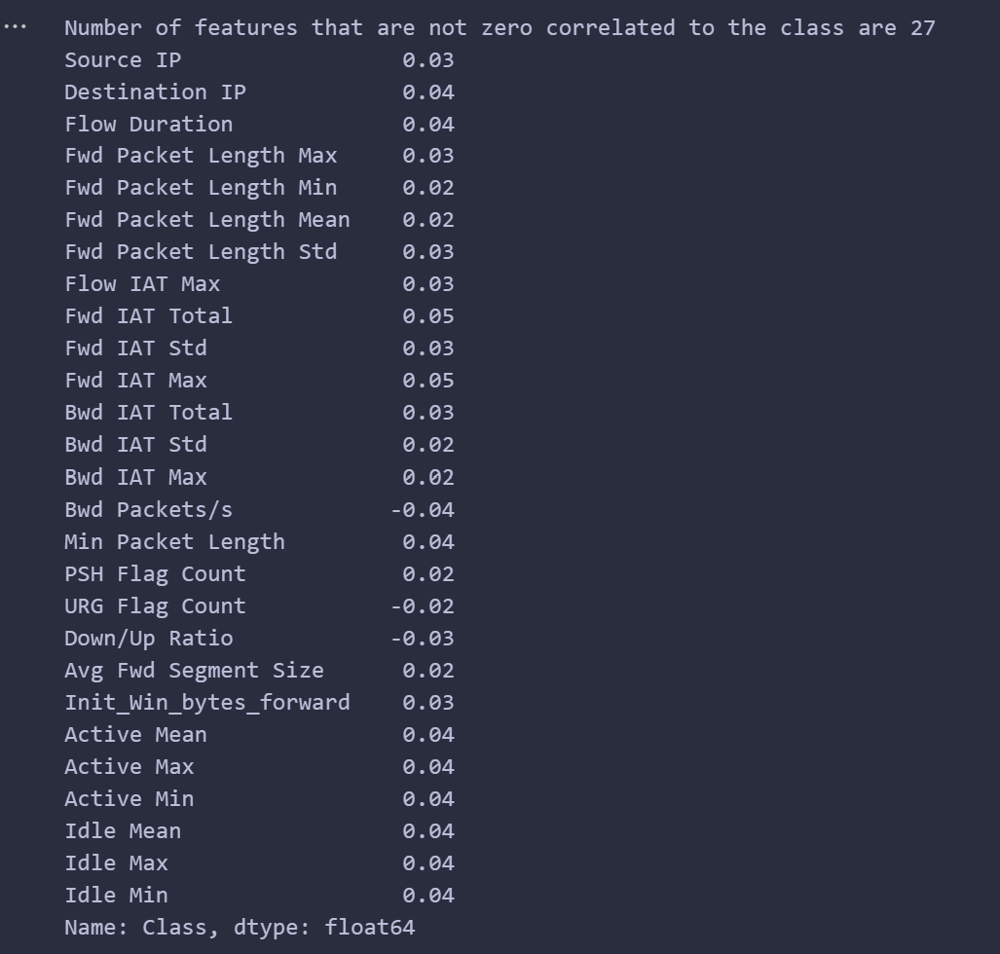 Number of features that are not zero correlated to the class are 27
Source IP 0.03
Destination IP 0.04
Flow Duration 0.04
Fwd Packet Length Max 0.03
Fwd Packet Length Min 0.02
Fwd Packet Length Mean 0.02
Fwd Packet Length Std 0.03
Flow IAT Max 0.03
Fwd IAT Total 0.05
Fwd IAT Std 0.03
Fwd IAT Max 0.05
Bwd IAT Total 0.03
Bwd IAT Std 0.02
Bwd IAT Max 0.02
Bwd Packets/s -0.04
Min Packet Length 0.04
PSH Flag Count 0.02
URG Flag Count -0.02
Down/Up Ratio -0.03
Avg Fwd Segment Size 0.02
Init_Win_bytes_forward 0.03
Active Mean 0.04
Active Max 0.04
Active Min 0.04
Idle Mean 0.04
Idle Max 0.04
Idle Min 0.04
Name: Class, dtype: float64